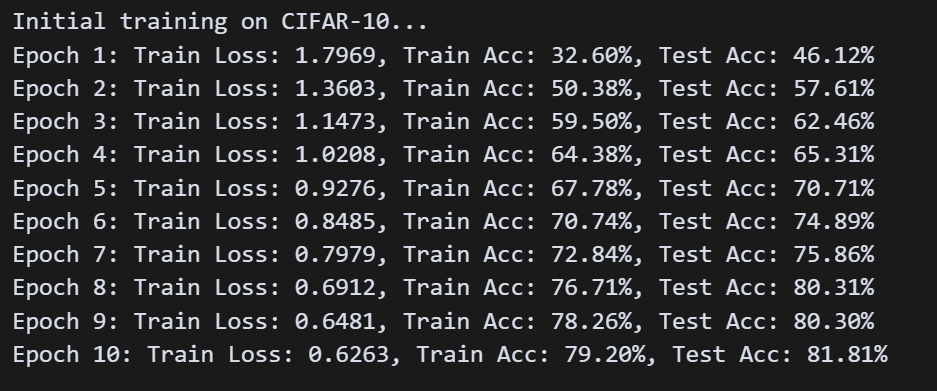 Initial training on CIFAR-10...
Epoch 1: Train Loss: 1.7969, Train Acc: 32.60%, Test Acc: 46.12%
Epoch 2: Train Loss: 1.3603, Train Acc: 50.38%, Test Acc: 57.61%
Epoch 3: Train Loss: 1.1473, Train Acc: 59.50%, Test Acc: 62.46%
Epoch 4: Train Loss: 1.0208, Train Acc: 64.38%, Test Acc: 65.31%
Epoch 5: Train Loss: 0.9276, Train Acc: 67.78%, Test Acc: 70.71%
Epoch 6: Train Loss: 0.8485, Train Acc: 70.74%, Test Acc: 74.89%
Epoch 7: Train Loss: 0.7979, Train Acc: 72.84%, Test Acc: 75.86%
Epoch 8: Train Loss: 0.6912, Train Acc: 76.71%, Test Acc: 80.31%
Epoch 9: Train Loss: 0.6481, Train Acc: 78.26%, Test Acc: 80.30%
Epoch 10: Train Loss: 0.6263, Train Acc: 79.20%, Test Acc: 81.81%